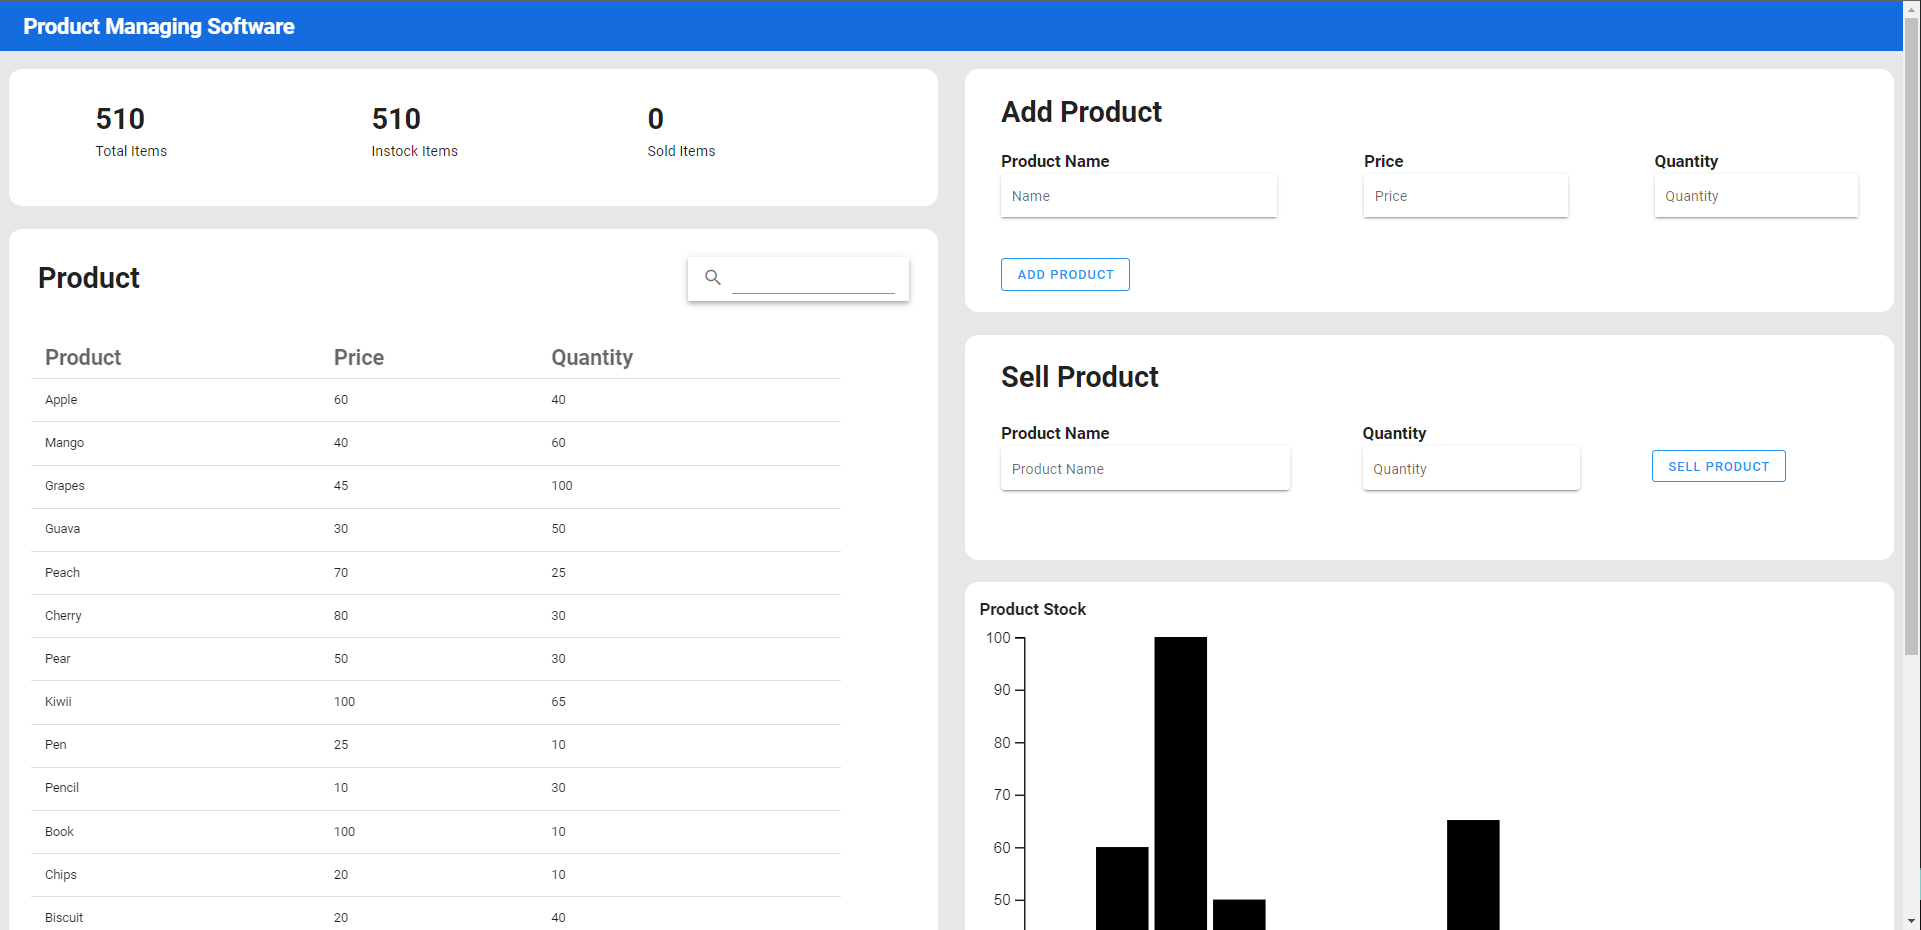 Product Managing Software
510 510 0
Total Items Instock Items Sold Items
Product
Product Price Quantity
Apple 60 40
Mango 40 60
Grapes 45 100
Guava 30 50
Peach 70 25
Cherry 80 30
Pear 50 30
Kiwii 100 65
Pen 25 10
Pencil 10 30
Book 100 10
Chips 20 10
Biscuit 20 40
Add Product
Product Name Price Quantity
Name Price Quantity
ADD PRODUCT
Sell Product
Product Name Quantity
Product Name Quantity SELL PRODUCT
Product Stock
100
90
80
70
60
50